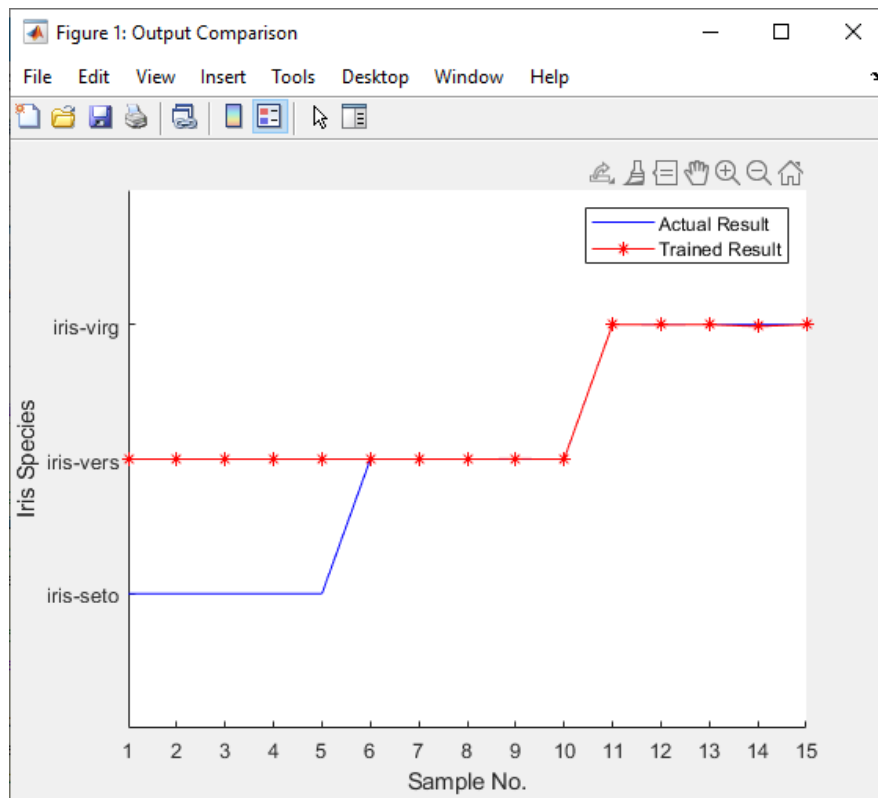 Figure 1: Output Comparison
File Edit View Insert Tools Desktop Window Help
Actual Result
Trained Result
iris-virg
iris-vers
iris-seto
Iris Species
1 2 3 4 5 6 7 8 9 10 11 12 13 14 15
Sample No.